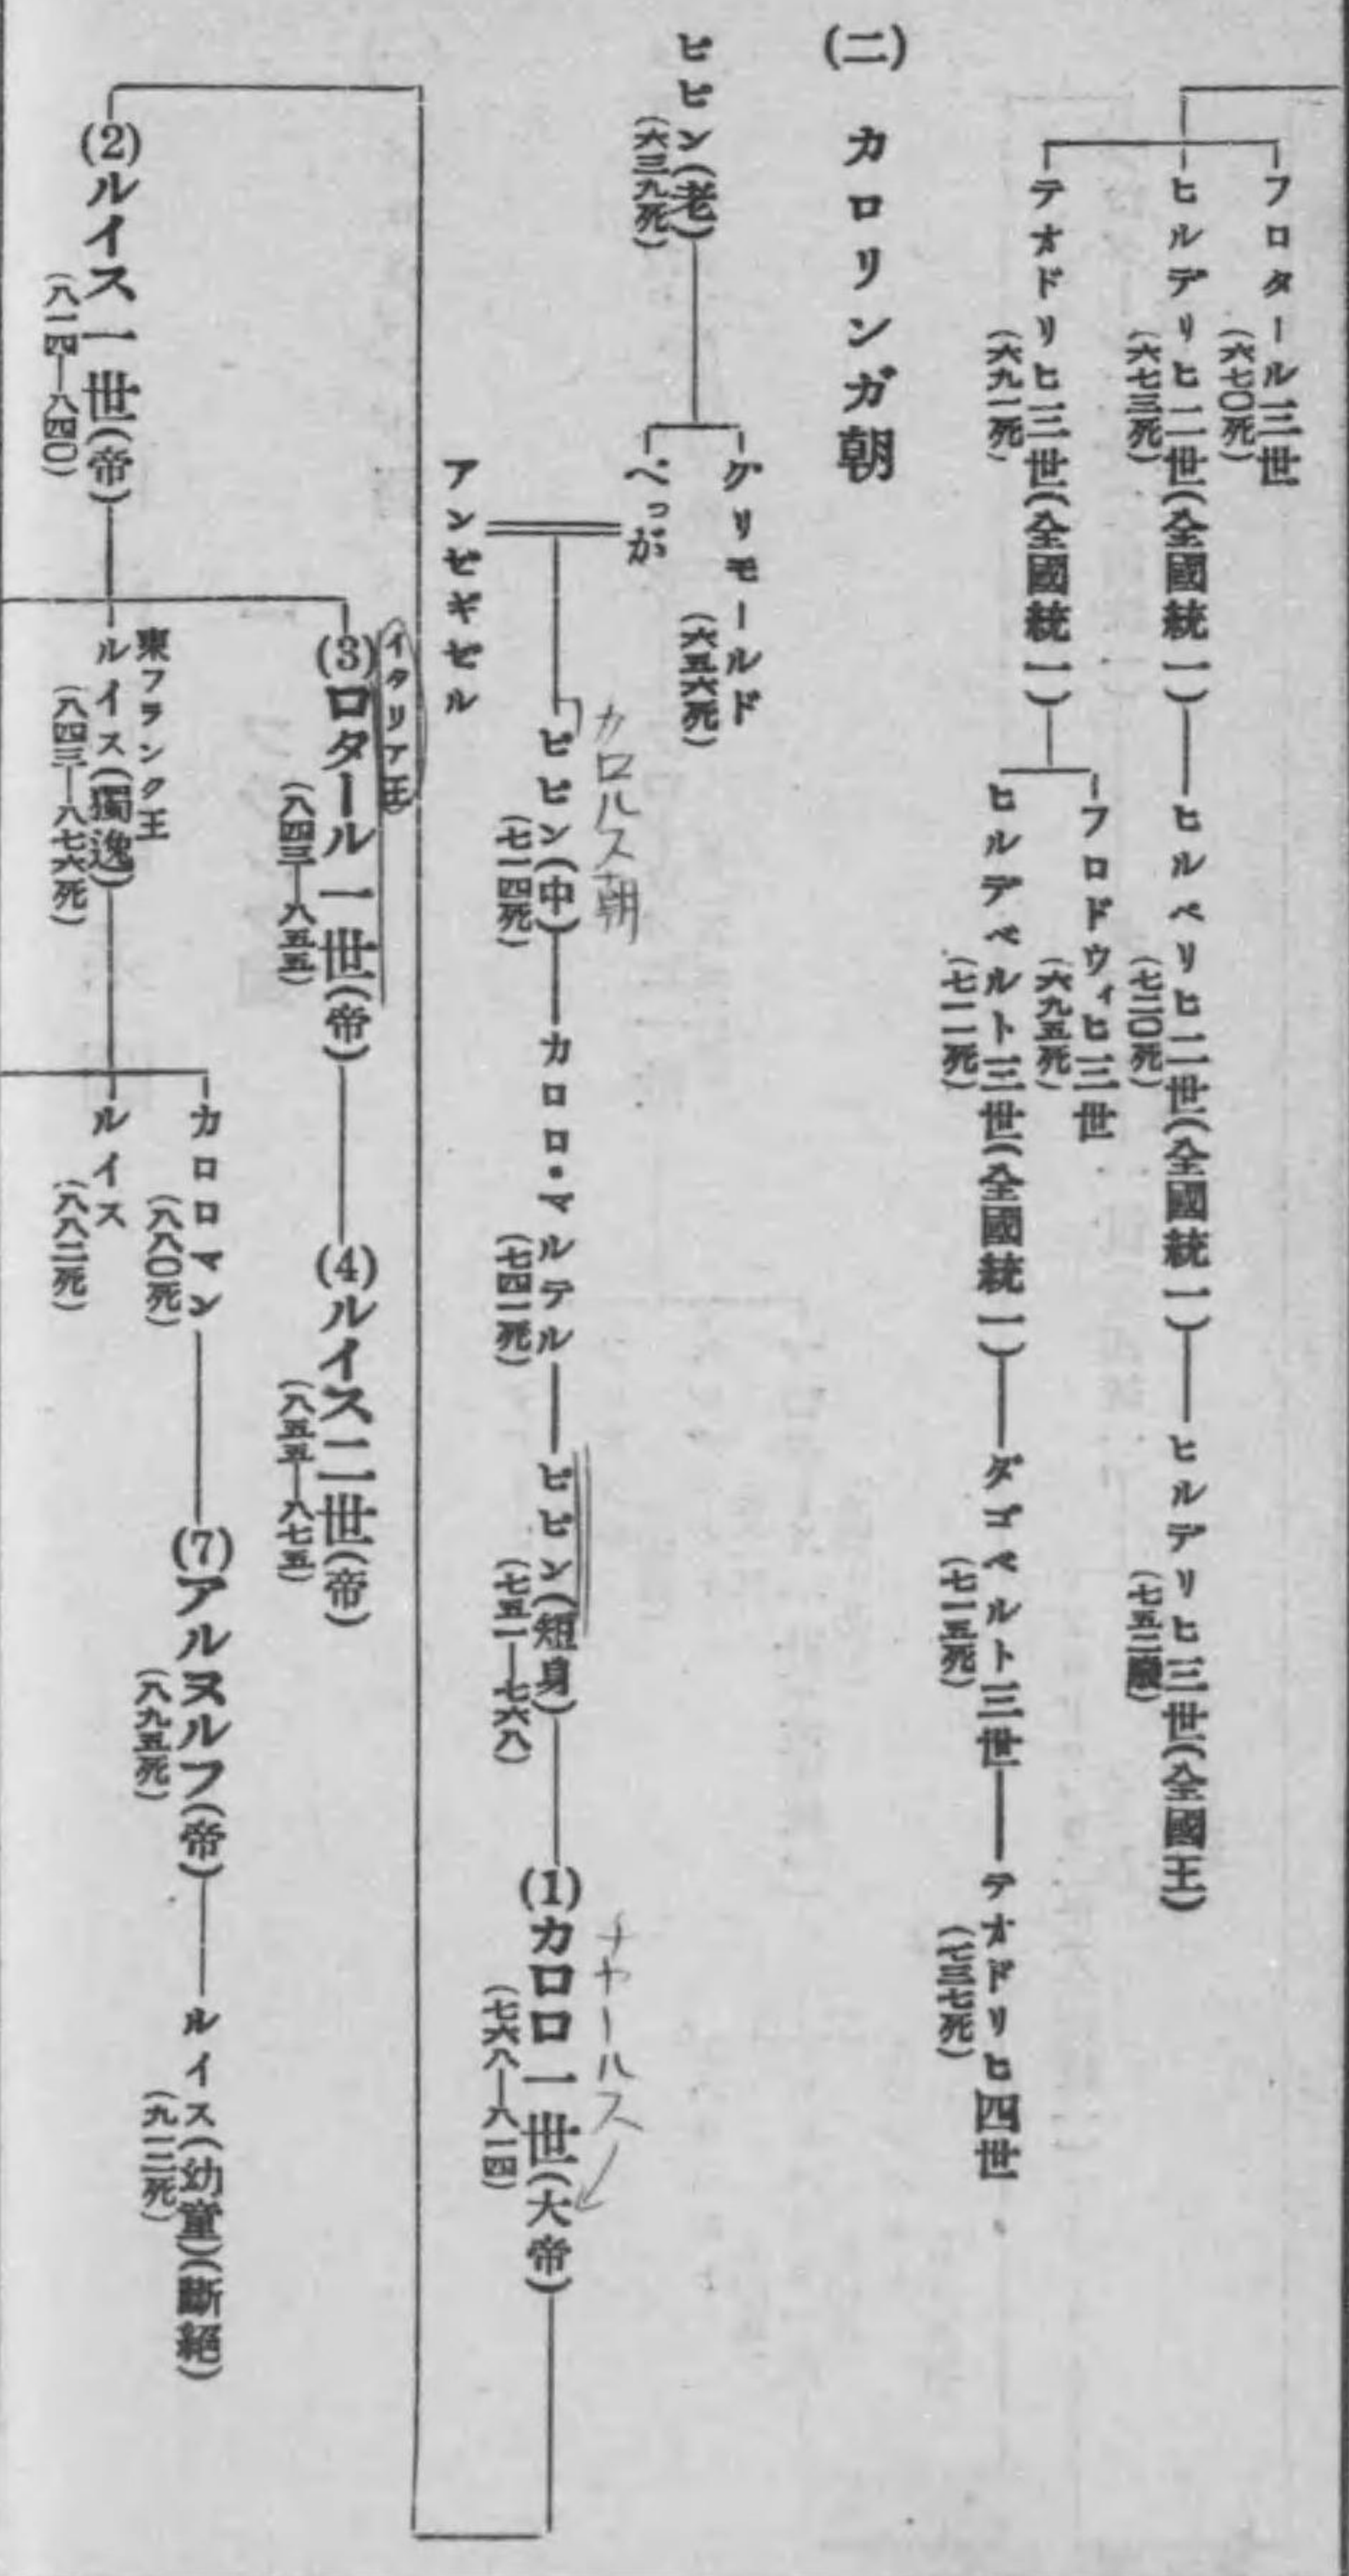 フロタール三世
(六七〇死)
ヒルデリヒ二世(全國統一)
(六七三死)
ヒルペリヒ二世(全國統一)
(七二〇死)
ヒルデリヒ三世(全國王)
テオドリヒ三世(全國統一)
(六九一死)
フロドウィヒ三世
(六九五死)
ヒルデベルト三世(全國統一)
(七一一死)
ダゴベルト三世
(七一五死)
テオドリヒ四世
(七三七死)
(二) カロリンガ朝
ピピン(老)
(六三九死)
グリモールド
(六五六死)
べっが
アンゼギゼル
カロルス朝
ピピン(中)
(七一四死)
カロロ・マルテル
(七四一死)
ピピン(短身)
(七五一―七六八)
チャールス
(1)カロロ一世(大帝)
(七六八―八一四)
(2)ルイス一世(帝)
(八一四―八四〇)
イタリア王
(3)ロタール一世(帝)
(八四三―八五五)
(4)ルイス二世(帝)
(八五五―八七五)
東フランク王
ルイス(獨逸)
(八四三―八七六死)
カロロマン
(八八〇死)
(7)アルヌルフ(帝)
(八九五死)
ルイス(幼童)(斷絕)
ルイス
(八八二死)